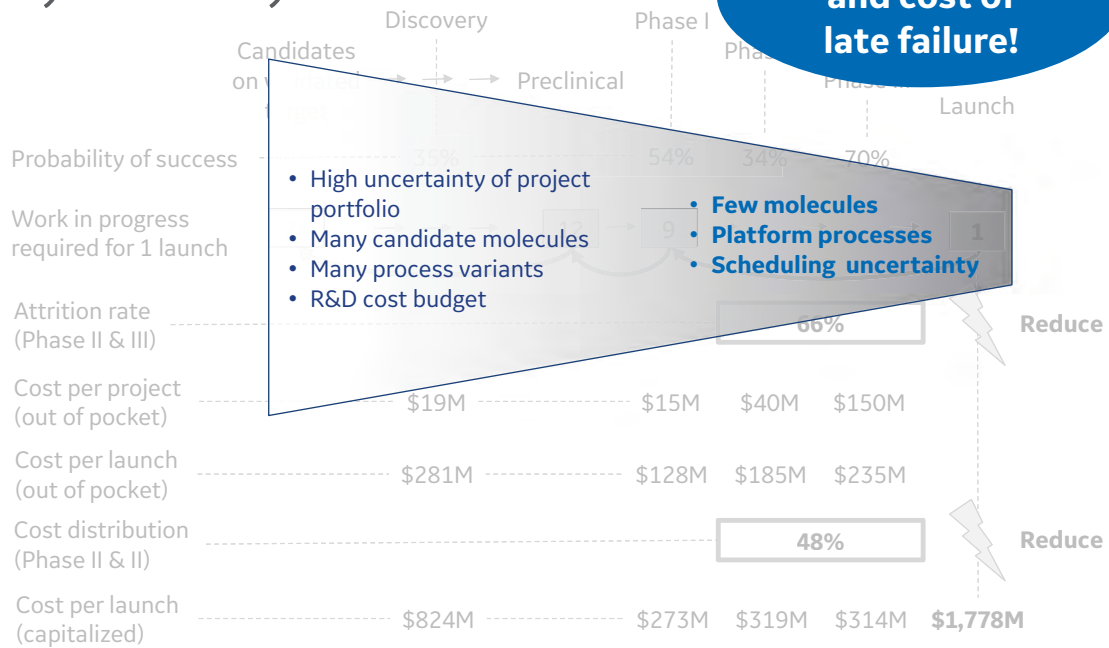 and cost of
late failure!
Discovery
Phase I
Candidates
on
Preclinical
Launch
Probability of success
35%
54%
34%
70%
• High uncertainty of project
portfolio
• Many candidate molecules
• Many process variants
• R&D cost budget
• Few molecules
• Platform processes
• Scheduling uncertainty
Work in progress
required for 1 launch
12
9
1
Attrition rate
(Phase II & III)
66%
Reduce
Cost per project
(out of pocket)
$19M
$15M
$40M
$150M
Cost per launch
(out of pocket)
$281M
$128M
$185M
$235M
Cost distribution
(Phase II & II)
48%
Reduce
Cost per launch
(capitalized)
$824M
$273M
$319M
$314M
$1,778M